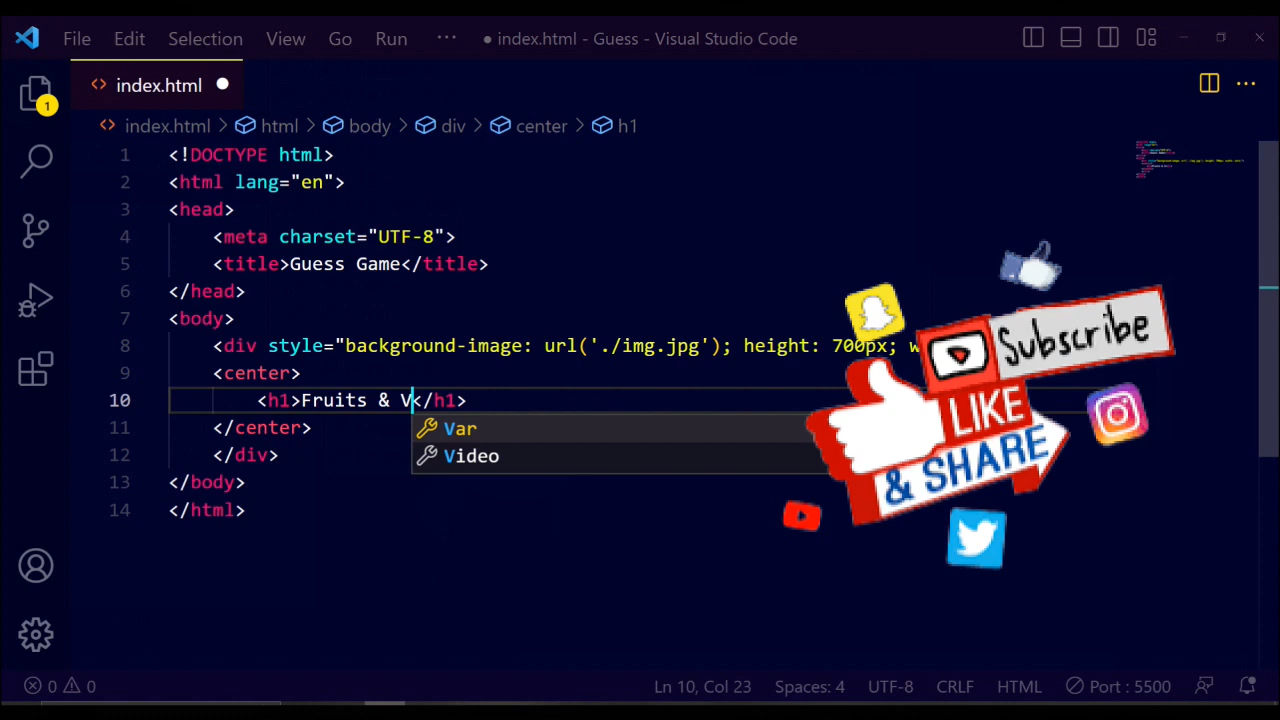 File Edit Selection View Go Run ··· ● index.html - Guess - Visual Studio Code
index.html
1
index.html > html > body > div > center > h1
1 <!DOCTYPE html>
2 <html lang="en">
3 <head>
4 <meta charset="UTF-8">
5 <title>Guess Game</title>
6 </head>
7 <body>
8 <div style="background-image: url('./img.jpg'); height: 700px; w
9 <center>
10 <h1>Fruits & V</h1>
11 </center>
Var
12 </div>
Video
13 </body>
14 </html>
Subscribe
LIKE
& SHARE
0 0 Ln 10, Col 23 Spaces: 4 UTF-8 CRLF HTML Port : 5500